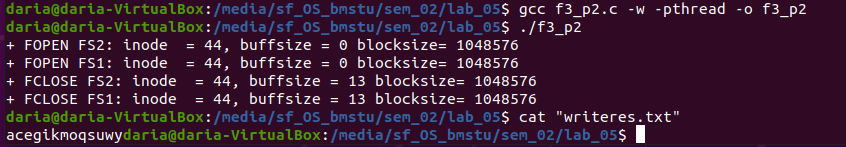 daria@daria-VirtualBox:/media/sf_OS_bmstu/sem_02/lab_05$ gcc f3_p2.c -w -pthread -o f3_p2
daria@daria-VirtualBox:/media/sf_OS_bmstu/sem_02/lab_05$ ./f3_p2
+ FOPEN FS2: inode  = 44, buffsize = 0 blocksize= 1048576
+ FOPEN FS1: inode  = 44, buffsize = 0 blocksize= 1048576
+ FCLOSE FS2: inode  = 44, buffsize = 13 blocksize= 1048576
+ FCLOSE FS1: inode  = 44, buffsize = 13 blocksize= 1048576
daria@daria-VirtualBox:/media/sf_OS_bmstu/sem_02/lab_05$ cat "writeres.txt"
acegikmoqsuwydaria@daria-VirtualBox:/media/sf_OS_bmstu/sem_02/lab_05$